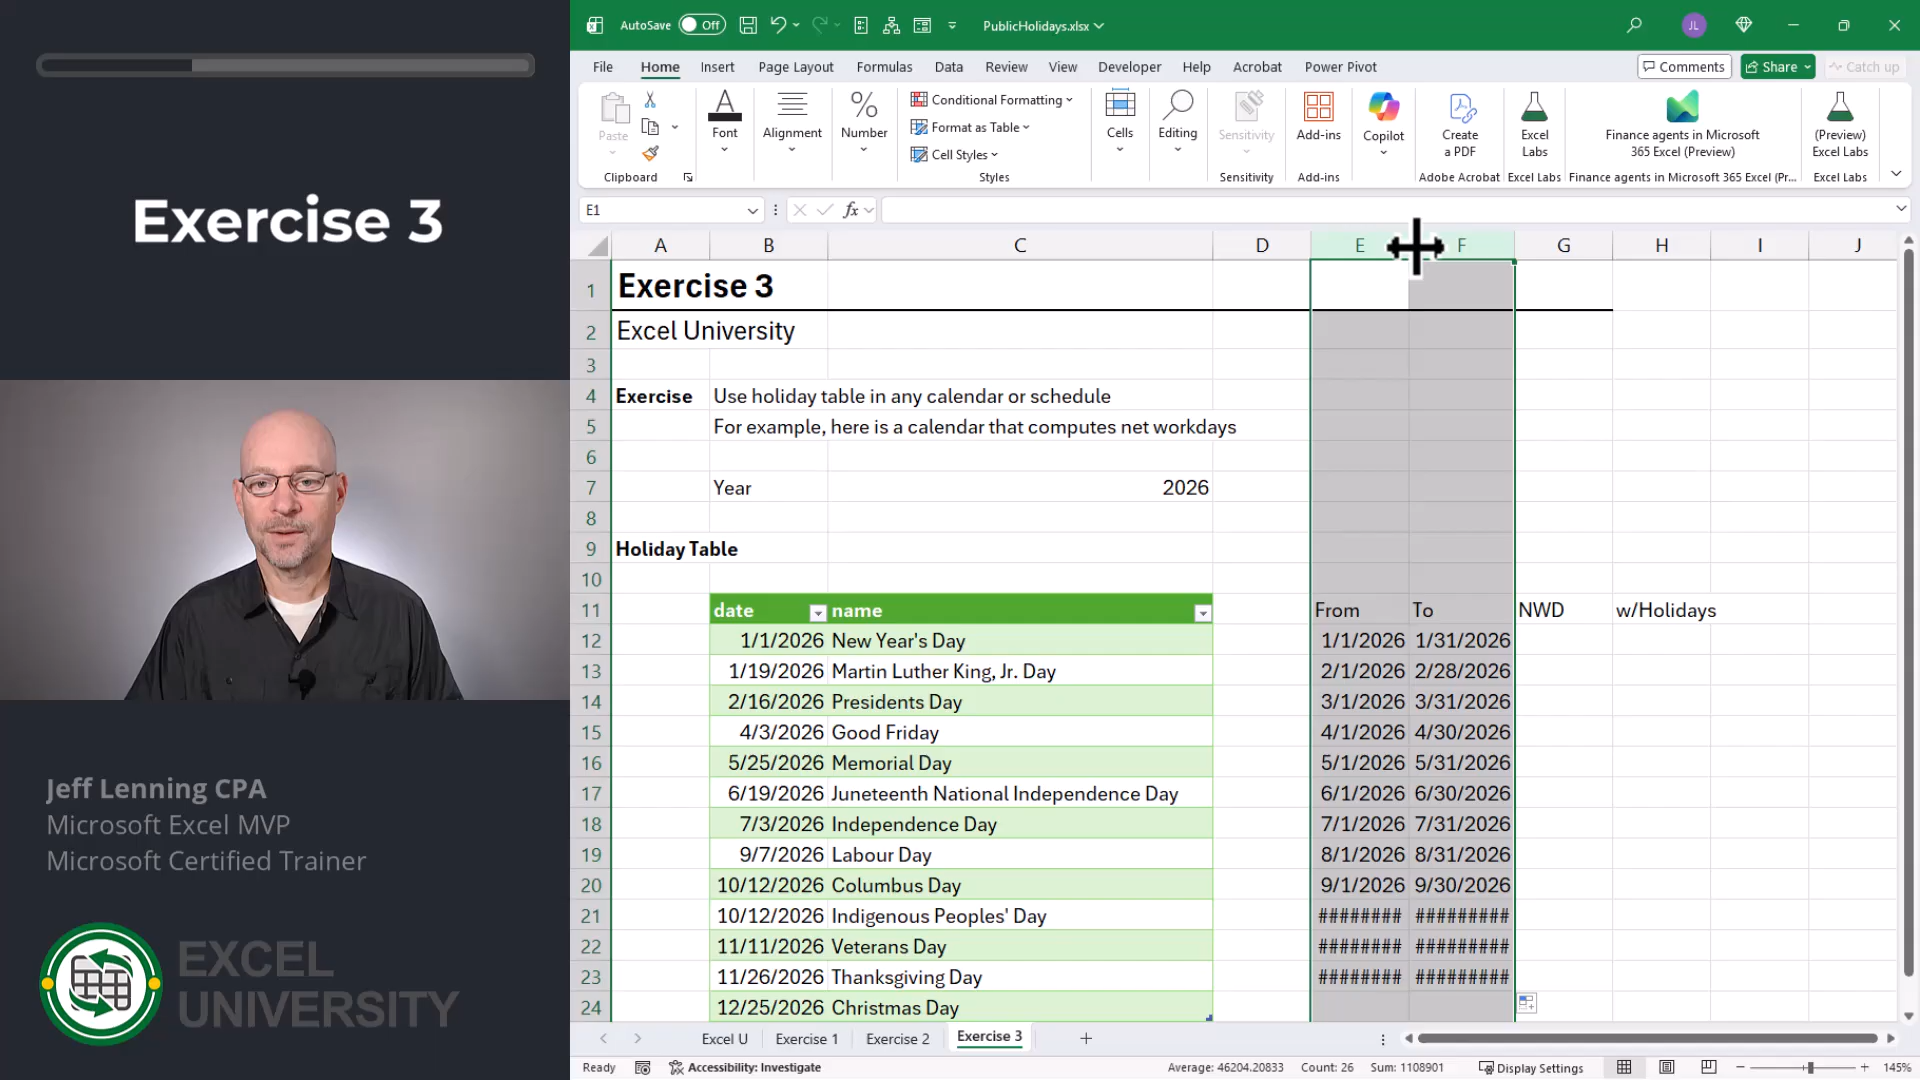 Exercise 3
Jeff Lenning CPA
Microsoft Excel MVP
Microsoft Certified Trainer
EXCEL
UNIVERSITY
AutoSave Off
PublicHolidays.xlsx
JL
File Home Insert Page Layout Formulas Data Review View Developer Help Acrobat Power Pivot
Comments Share Catch up
Paste
Clipboard
Font
Alignment
Number
Conditional Formatting
Format as Table
Cell Styles
Styles
Cells
Editing
Sensitivity
Sensitivity
Add-ins
Add-ins
Copilot
Create
a PDF
Adobe Acrobat
Excel
Labs
Excel Labs
Finance agents in Microsoft
365 Excel (Preview)
Finance agents in Microsoft 365 Excel (Pr...
(Preview)
Excel Labs
Excel Labs
E1
fx
A B C D E F G H I J
1 Exercise 3
2 Excel University
3
4 Exercise Use holiday table in any calendar or schedule
5 For example, here is a calendar that computes net workdays
6
7 Year 2026
8
9 Holiday Table
10
11 date name From To NWD w/Holidays
12 1/1/2026 New Year's Day 1/1/2026 1/31/2026
13 1/19/2026 Martin Luther King, Jr. Day 2/1/2026 2/28/2026
14 2/16/2026 Presidents Day 3/1/2026 3/31/2026
15 4/3/2026 Good Friday 4/1/2026 4/30/2026
16 5/25/2026 Memorial Day 5/1/2026 5/31/2026
17 6/19/2026 Juneteenth National Independence Day 6/1/2026 6/30/2026
18 7/3/2026 Independence Day 7/1/2026 7/31/2026
19 9/7/2026 Labour Day 8/1/2026 8/31/2026
20 10/12/2026 Columbus Day 9/1/2026 9/30/2026
21 10/12/2026 Indigenous Peoples' Day ######## #########
22 11/11/2026 Veterans Day ######## #########
23 11/26/2026 Thanksgiving Day ######## #########
24 12/25/2026 Christmas Day
Excel U Exercise 1 Exercise 2 Exercise 3
Ready Accessibility: Investigate Average: 46204.20833 Count: 26 Sum: 1108901 Display Settings 145%